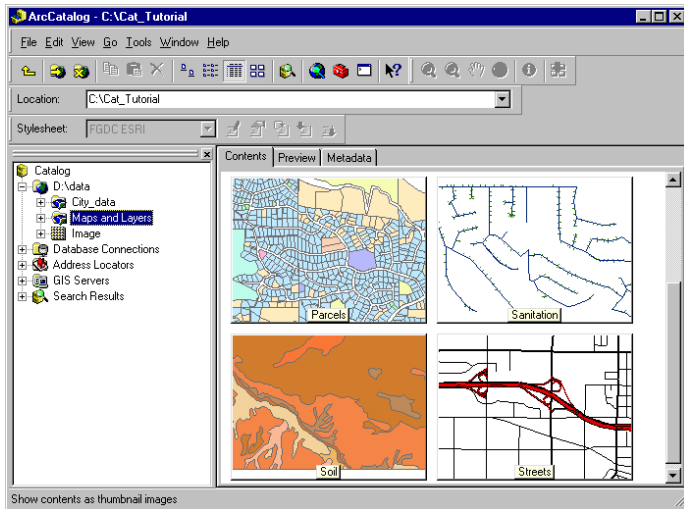 ArcCatalog - C:\Cat_Tutorial
File Edit View Go Tools Window Help
Location: C:\Cat_Tutorial
Stylesheet: FGDC ESRI
Catalog
D:\data
City_data
Maps and Layers
Image
Database Connections
Address Locators
GIS Servers
Search Results
Contents Preview Metadata
Parcels
Sanitation
Soil
Streets
Show contents as thumbnail images